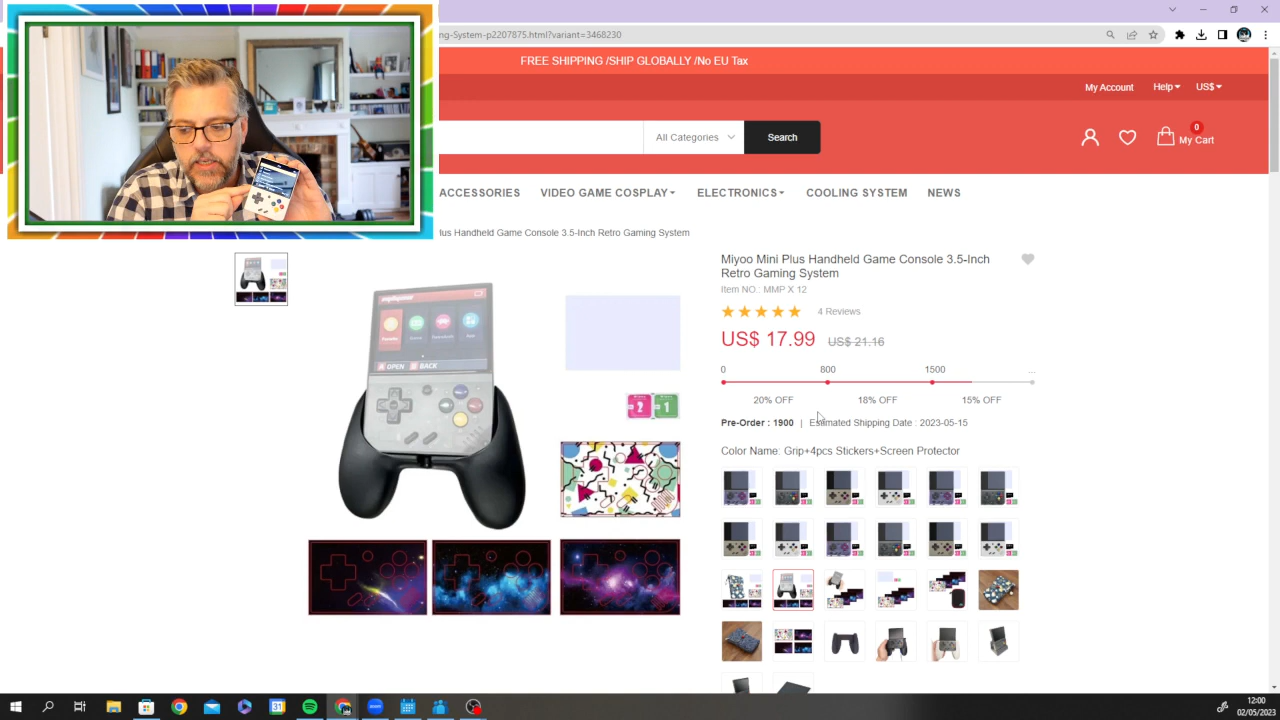 ng-System-p2207875.html?variant=3468230
FREE SHIPPING /SHIP GLOBALLY /No EU Tax
My Account Help US$
All Categories Search
0
My Cart
ACCESSORIES VIDEO GAME COSPLAY ELECTRONICS COOLING SYSTEM NEWS
lus Handheld Game Console 3.5-Inch Retro Gaming System
Miyoo Mini Plus Handheld Game Console 3.5-Inch
Retro Gaming System
Item NO.: MMP X 12
4 Reviews
US$ 17.99 US$ 21.16
0 800 1500 ...
20% OFF 18% OFF 15% OFF
Pre-Order : 1900 | Estimated Shipping Date : 2023-05-15
Color Name: Grip+4pcs Stickers+Screen Protector
A OPEN B BACK
? 1
31
12:00
02/05/2023